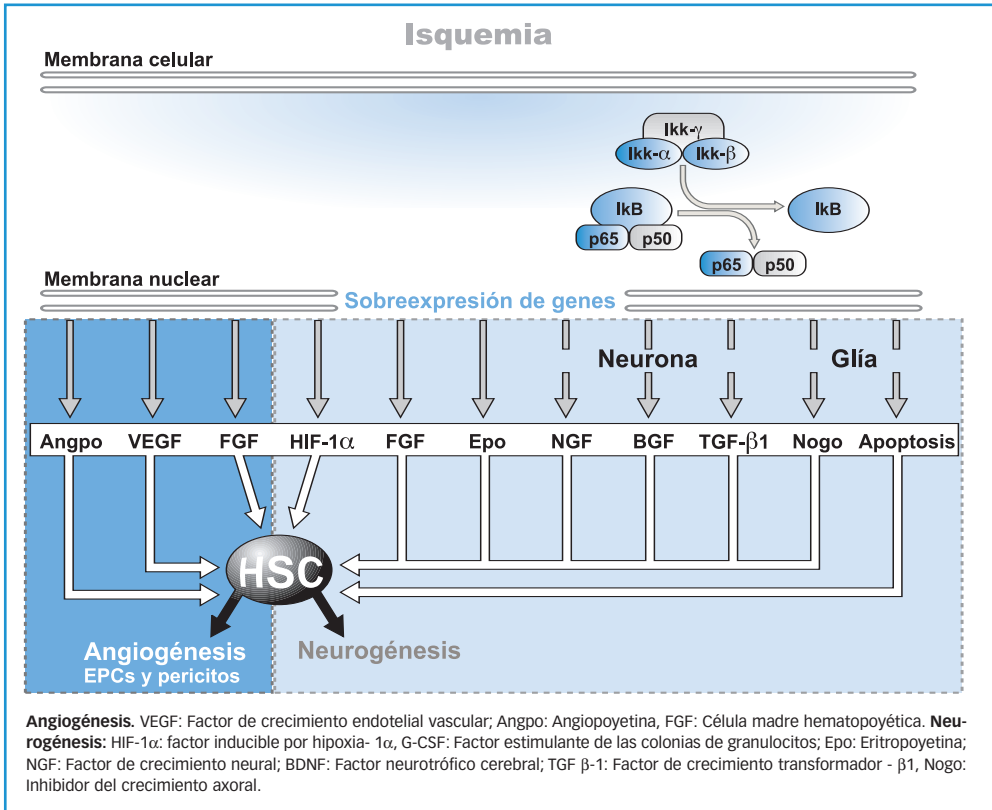 Isquemia
Membrana celular
Ikk-γ
Ikk-α Ikk-β
IkB IkB
p65 p50
p65 p50
Membrana nuclear
Sobreexpresión de genes
Neurona Glía
Angpo VEGF FGF HIF-1α FGF Epo NGF BGF TGF-β1 Nogo Apoptosis
HSC
Angiogénesis Neurogénesis
EPCs y pericitos
Angiogénesis. VEGF: Factor de crecimiento endotelial vascular; Angpo: Angiopoyetina, FGF: Célula madre hematopoyética. Neu-
rogénesis: HIF-1α: factor inducible por hipoxia- 1α, G-CSF: Factor estimulante de las colonias de granulocitos; Epo: Eritropoyetina;
NGF: Factor de crecimiento neural; BDNF: Factor neurotrófico cerebral; TGF β-1: Factor de crecimiento transformador - β1, Nogo:
Inhibidor del crecimiento axoral.